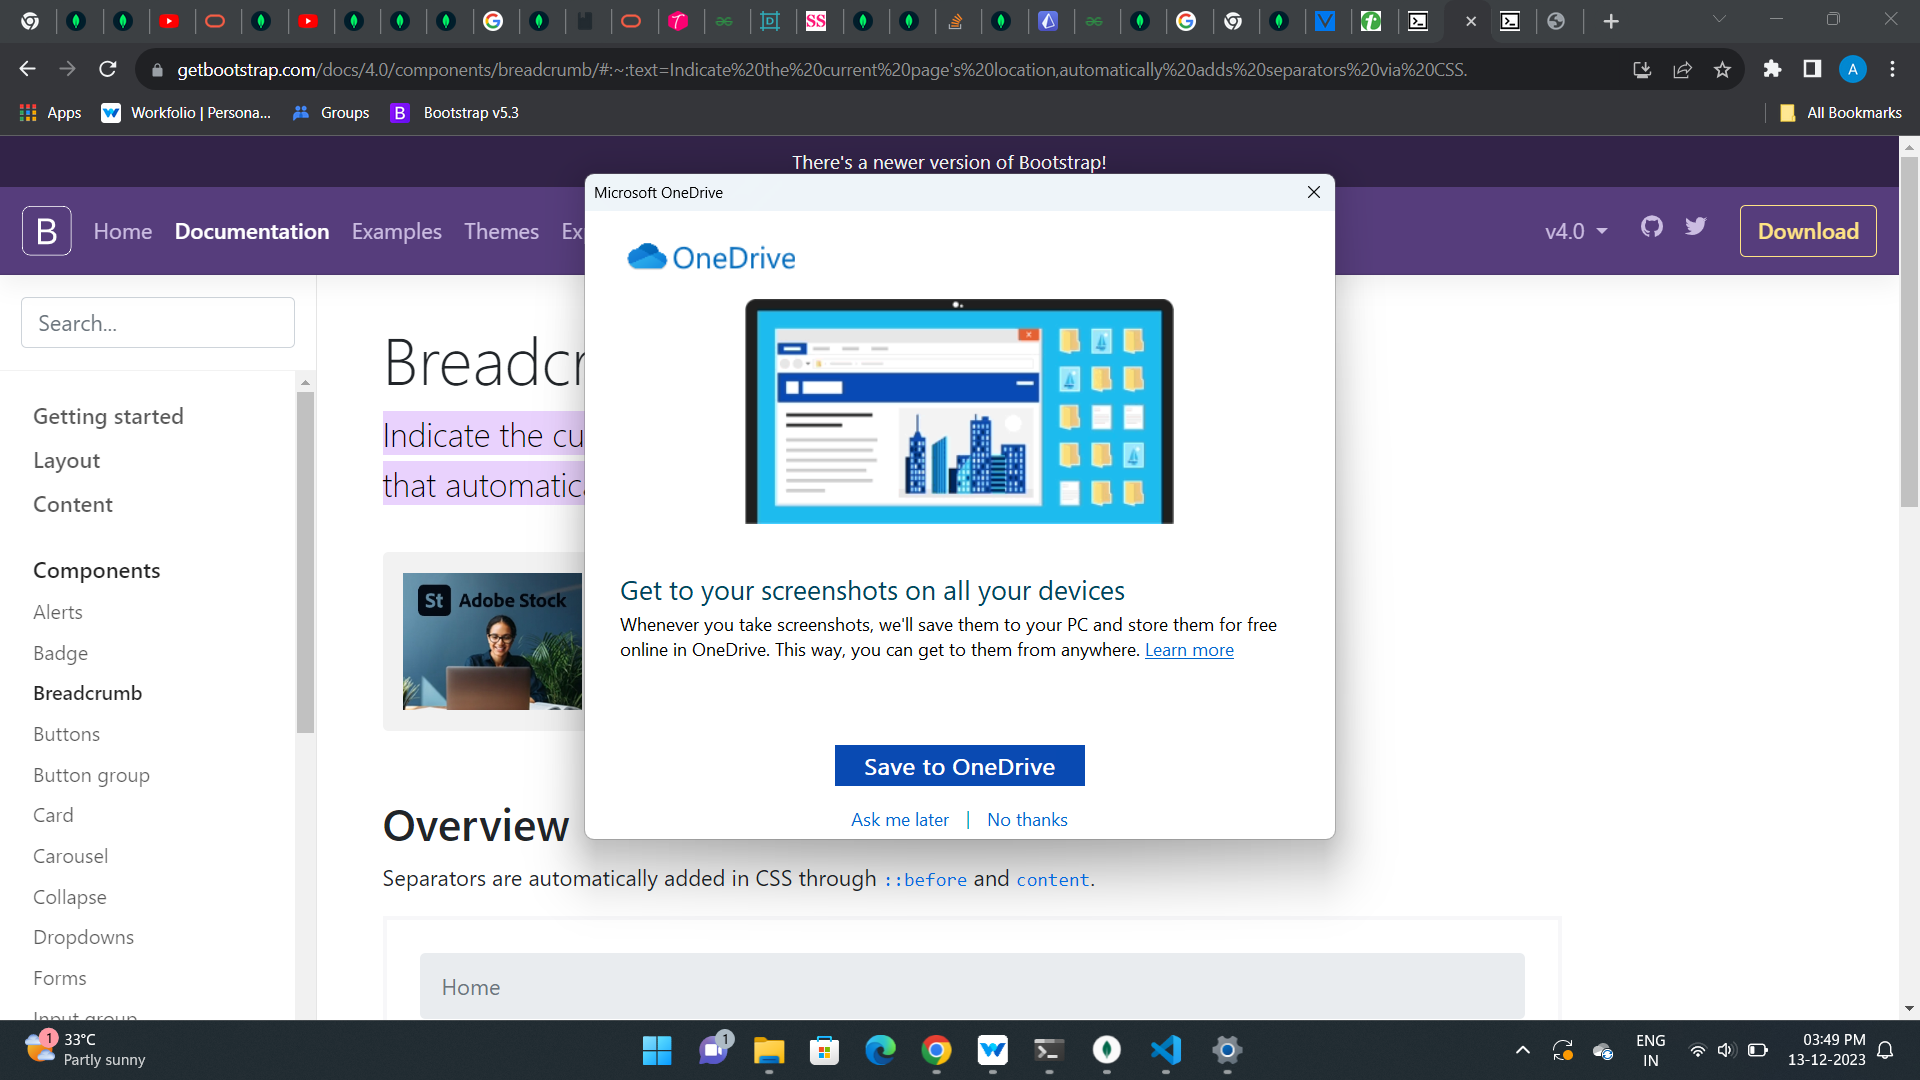 getbootstrap.com/docs/4.0/components/breadcrumb/#:~:text=Indicate%20the%20current%20page's%20location,automatically%20adds%20separators%20via%20CSS.
A
Apps
Workfolio | Persona...
Groups
B
Bootstrap v5.3
All Bookmarks
There's a newer version of Bootstrap!
B
Home
Documentation
Examples
Themes
Ex
v4.0
Download
Search...
Getting started
Layout
Content
Components
Alerts
Badge
Breadcrumb
Buttons
Button group
Card
Carousel
Collapse
Dropdowns
Forms
Input group
Breadcr
Indicate the cu
that automatica
St Adobe Stock
Overview
Separators are automatically added in CSS through ::before and content.
Home
Microsoft OneDrive
OneDrive
Get to your screenshots on all your devices
Whenever you take screenshots, we'll save them to your PC and store them for free
online in OneDrive. This way, you can get to them from anywhere. Learn more
Save to OneDrive
Ask me later | No thanks
1
33°C
Partly sunny
1
ENG
IN
03:49 PM
13-12-2023